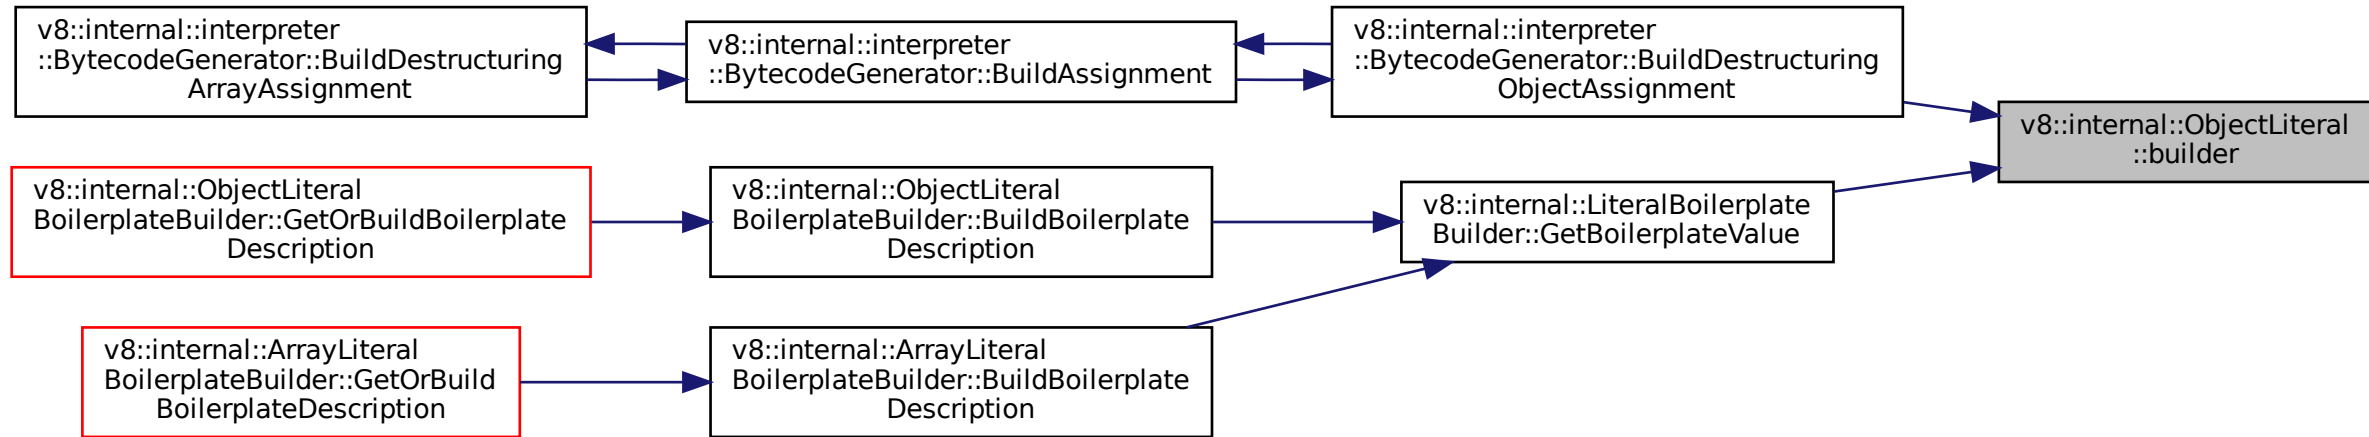 v8::internal::interpreter
::BytecodeGenerator::BuildDestructuring
ArrayAssignment
v8::internal::interpreter
::BytecodeGenerator::BuildAssignment
v8::internal::interpreter
::BytecodeGenerator::BuildDestructuring
ObjectAssignment
v8::internal::ObjectLiteral
::builder
v8::internal::ObjectLiteral
BoilerplateBuilder::GetOrBuildBoilerplate
Description
v8::internal::ObjectLiteral
BoilerplateBuilder::BuildBoilerplate
Description
v8::internal::LiteralBoilerplate
Builder::GetBoilerplateValue
v8::internal::ArrayLiteral
BoilerplateBuilder::GetOrBuild
BoilerplateDescription
v8::internal::ArrayLiteral
BoilerplateBuilder::BuildBoilerplate
Description